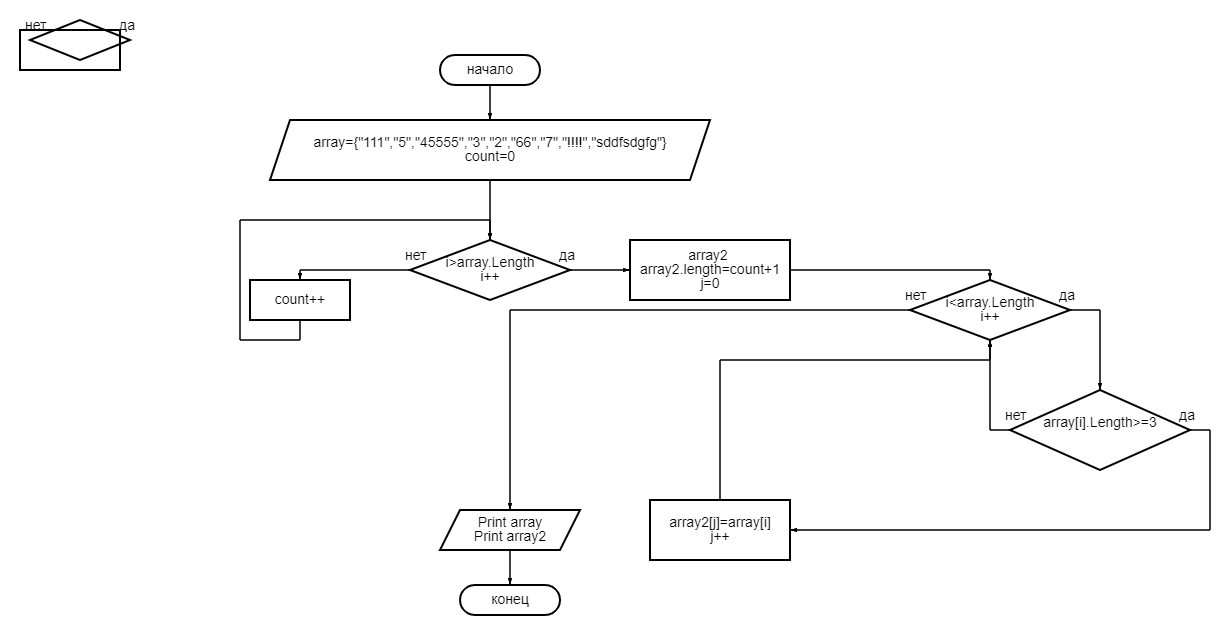 нет да
начало
array={"111","5","45555","3","2","66","7","!!!!","sddfsdgfg"}
count=0
нет
i>array.Length
i++
да
count++
array2
array2.length=count+1
j=0
нет
i<array.Length
i++
да
нет
array[i].Length>=3
да
array2[j]=array[i]
j++
Print array
Print array2
конец